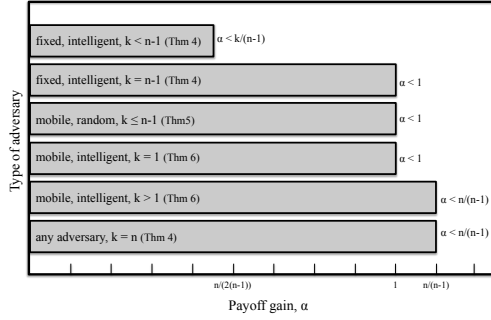 fixed, intelligent, k < n-1 (Thm 4)
α < k/(n-1)
fixed, intelligent, k = n-1 (Thm 4)
α < 1
mobile, random, k ≤ n-1 (Thm5)
α < 1
mobile, intelligent, k = 1 (Thm 6)
α < 1
mobile, intelligent, k > 1 (Thm 6)
α < n/(n-1)
any adversary, k = n (Thm 4)
α < n/(n-1)
Type of adversary
n/(2(n-1))
1
n/(n-1)
Payoff gain, α